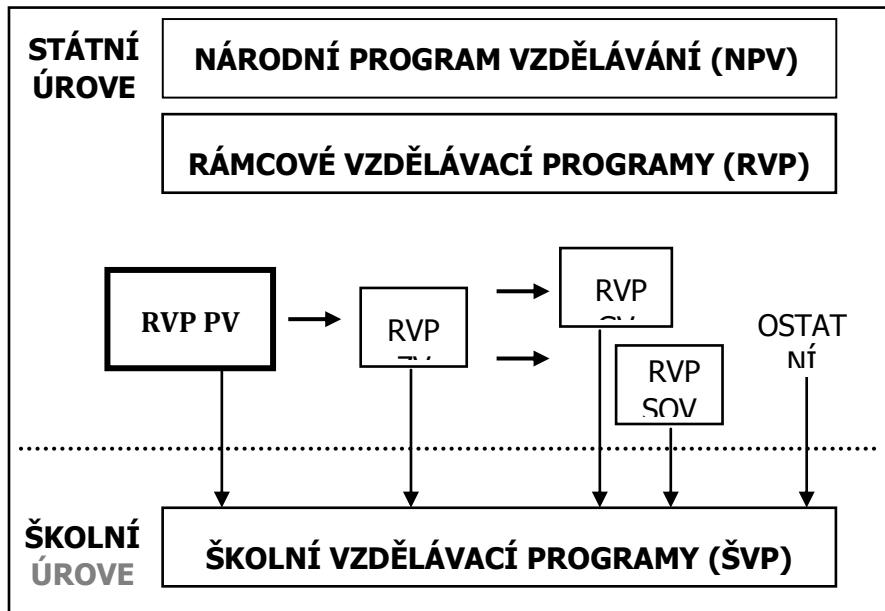 STÁTNÍ
ÚROVE
NÁRODNÍ PROGRAM VZDĚLÁVÁNÍ (NPV)
RÁMCOVÉ VZDĚLÁVACÍ PROGRAMY (RVP)
RVP PV
RVP
RVP
RVP
SOV
OSTAT
NÍ
ŠKOLNÍ
ÚROVE
ŠKOLNÍ VZDĚLÁVACÍ PROGRAMY (ŠVP)